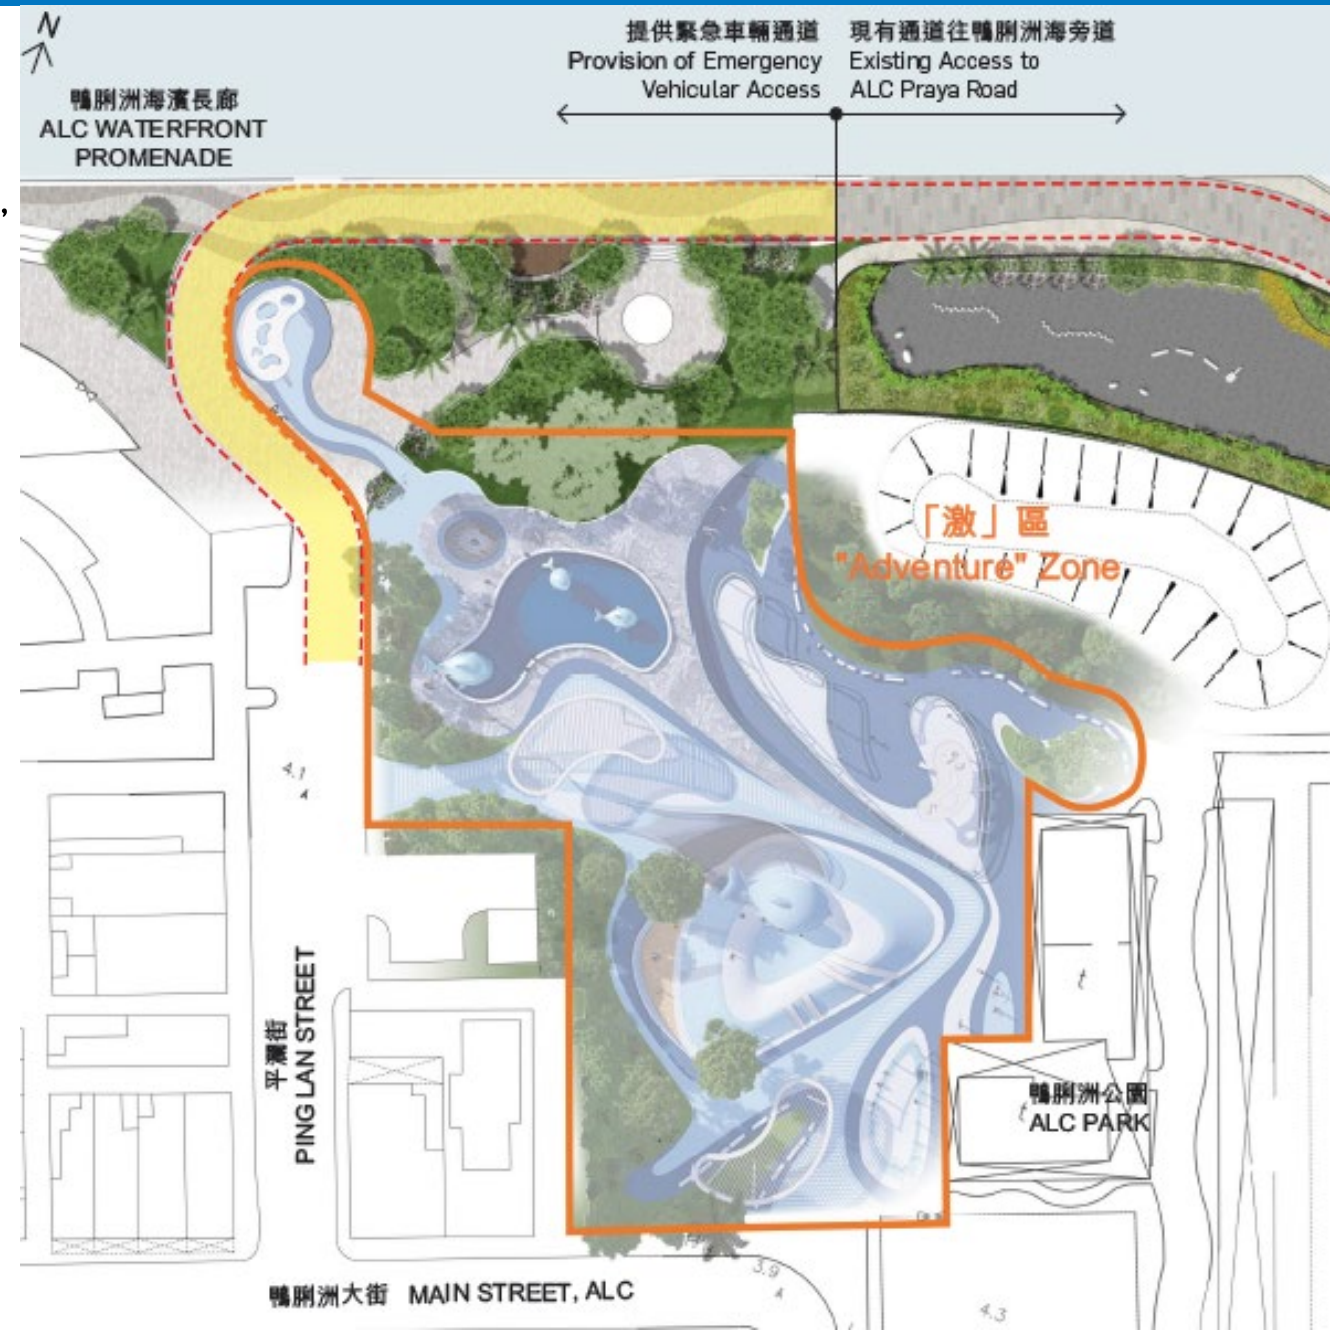 N
提供緊急車輛通道
Provision of Emergency
Vehicular Access
現有通道往鴨脷洲海旁道
Existing Access to
ALC Praya Road
鴨脷洲海濱長廊
ALC WATERFRONT
PROMENADE
,
「激」區
"Adventure" Zone
4.1
平瀾街
PING LAN STREET
t
鴨脷洲公園
t
ALC PARK
鴨脷洲大街 MAIN STREET, ALC
3.9
4.3